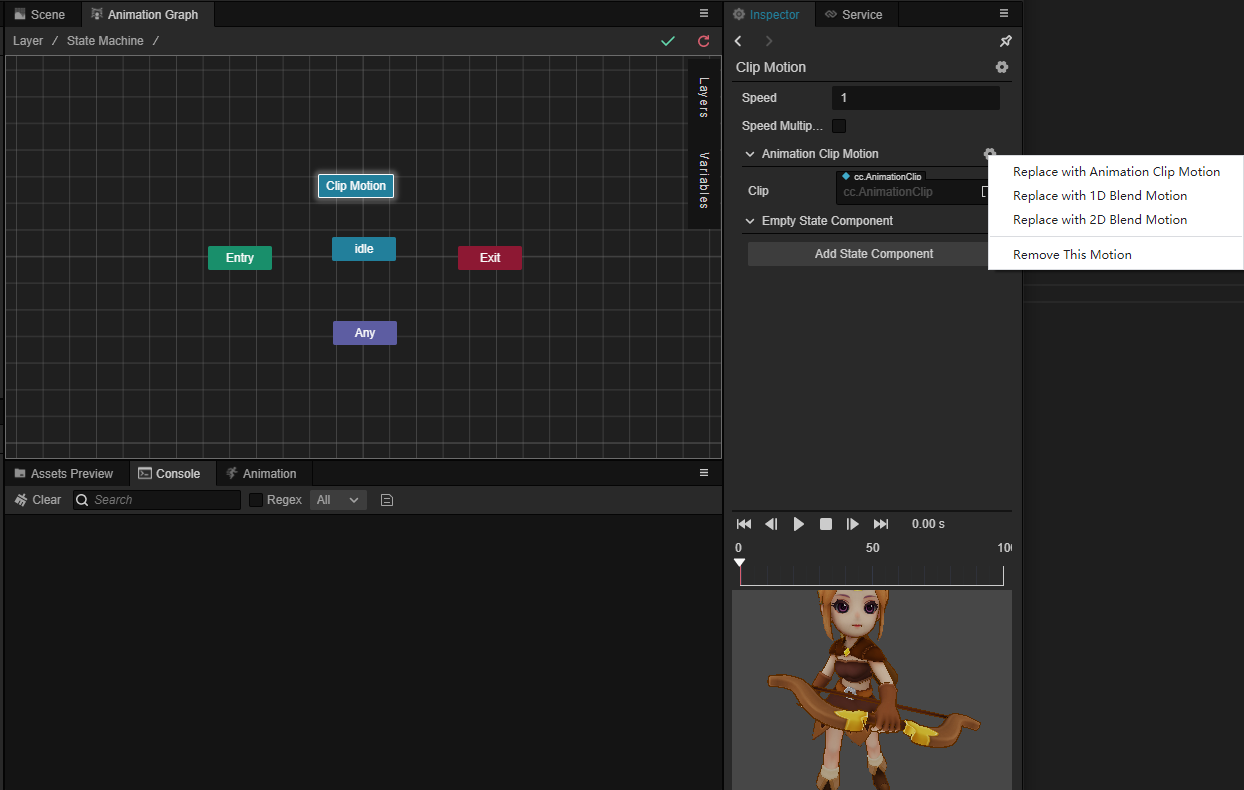 Scene
Animation Graph
Layer / State Machine /
Layers
Variables
Clip Motion
idle
Entry
Exit
Any
Assets Preview
Console
Animation
Clear
Search
Regex
All
Inspector
Service
Clip Motion
Speed
1
Speed Multip...
Animation Clip Motion
cc.AnimationClip
Clip
cc.AnimationClip
Empty State Component
Add State Component
Replace with Animation Clip Motion
Replace with 1D Blend Motion
Replace with 2D Blend Motion
Remove This Motion
0.00 s
0
50